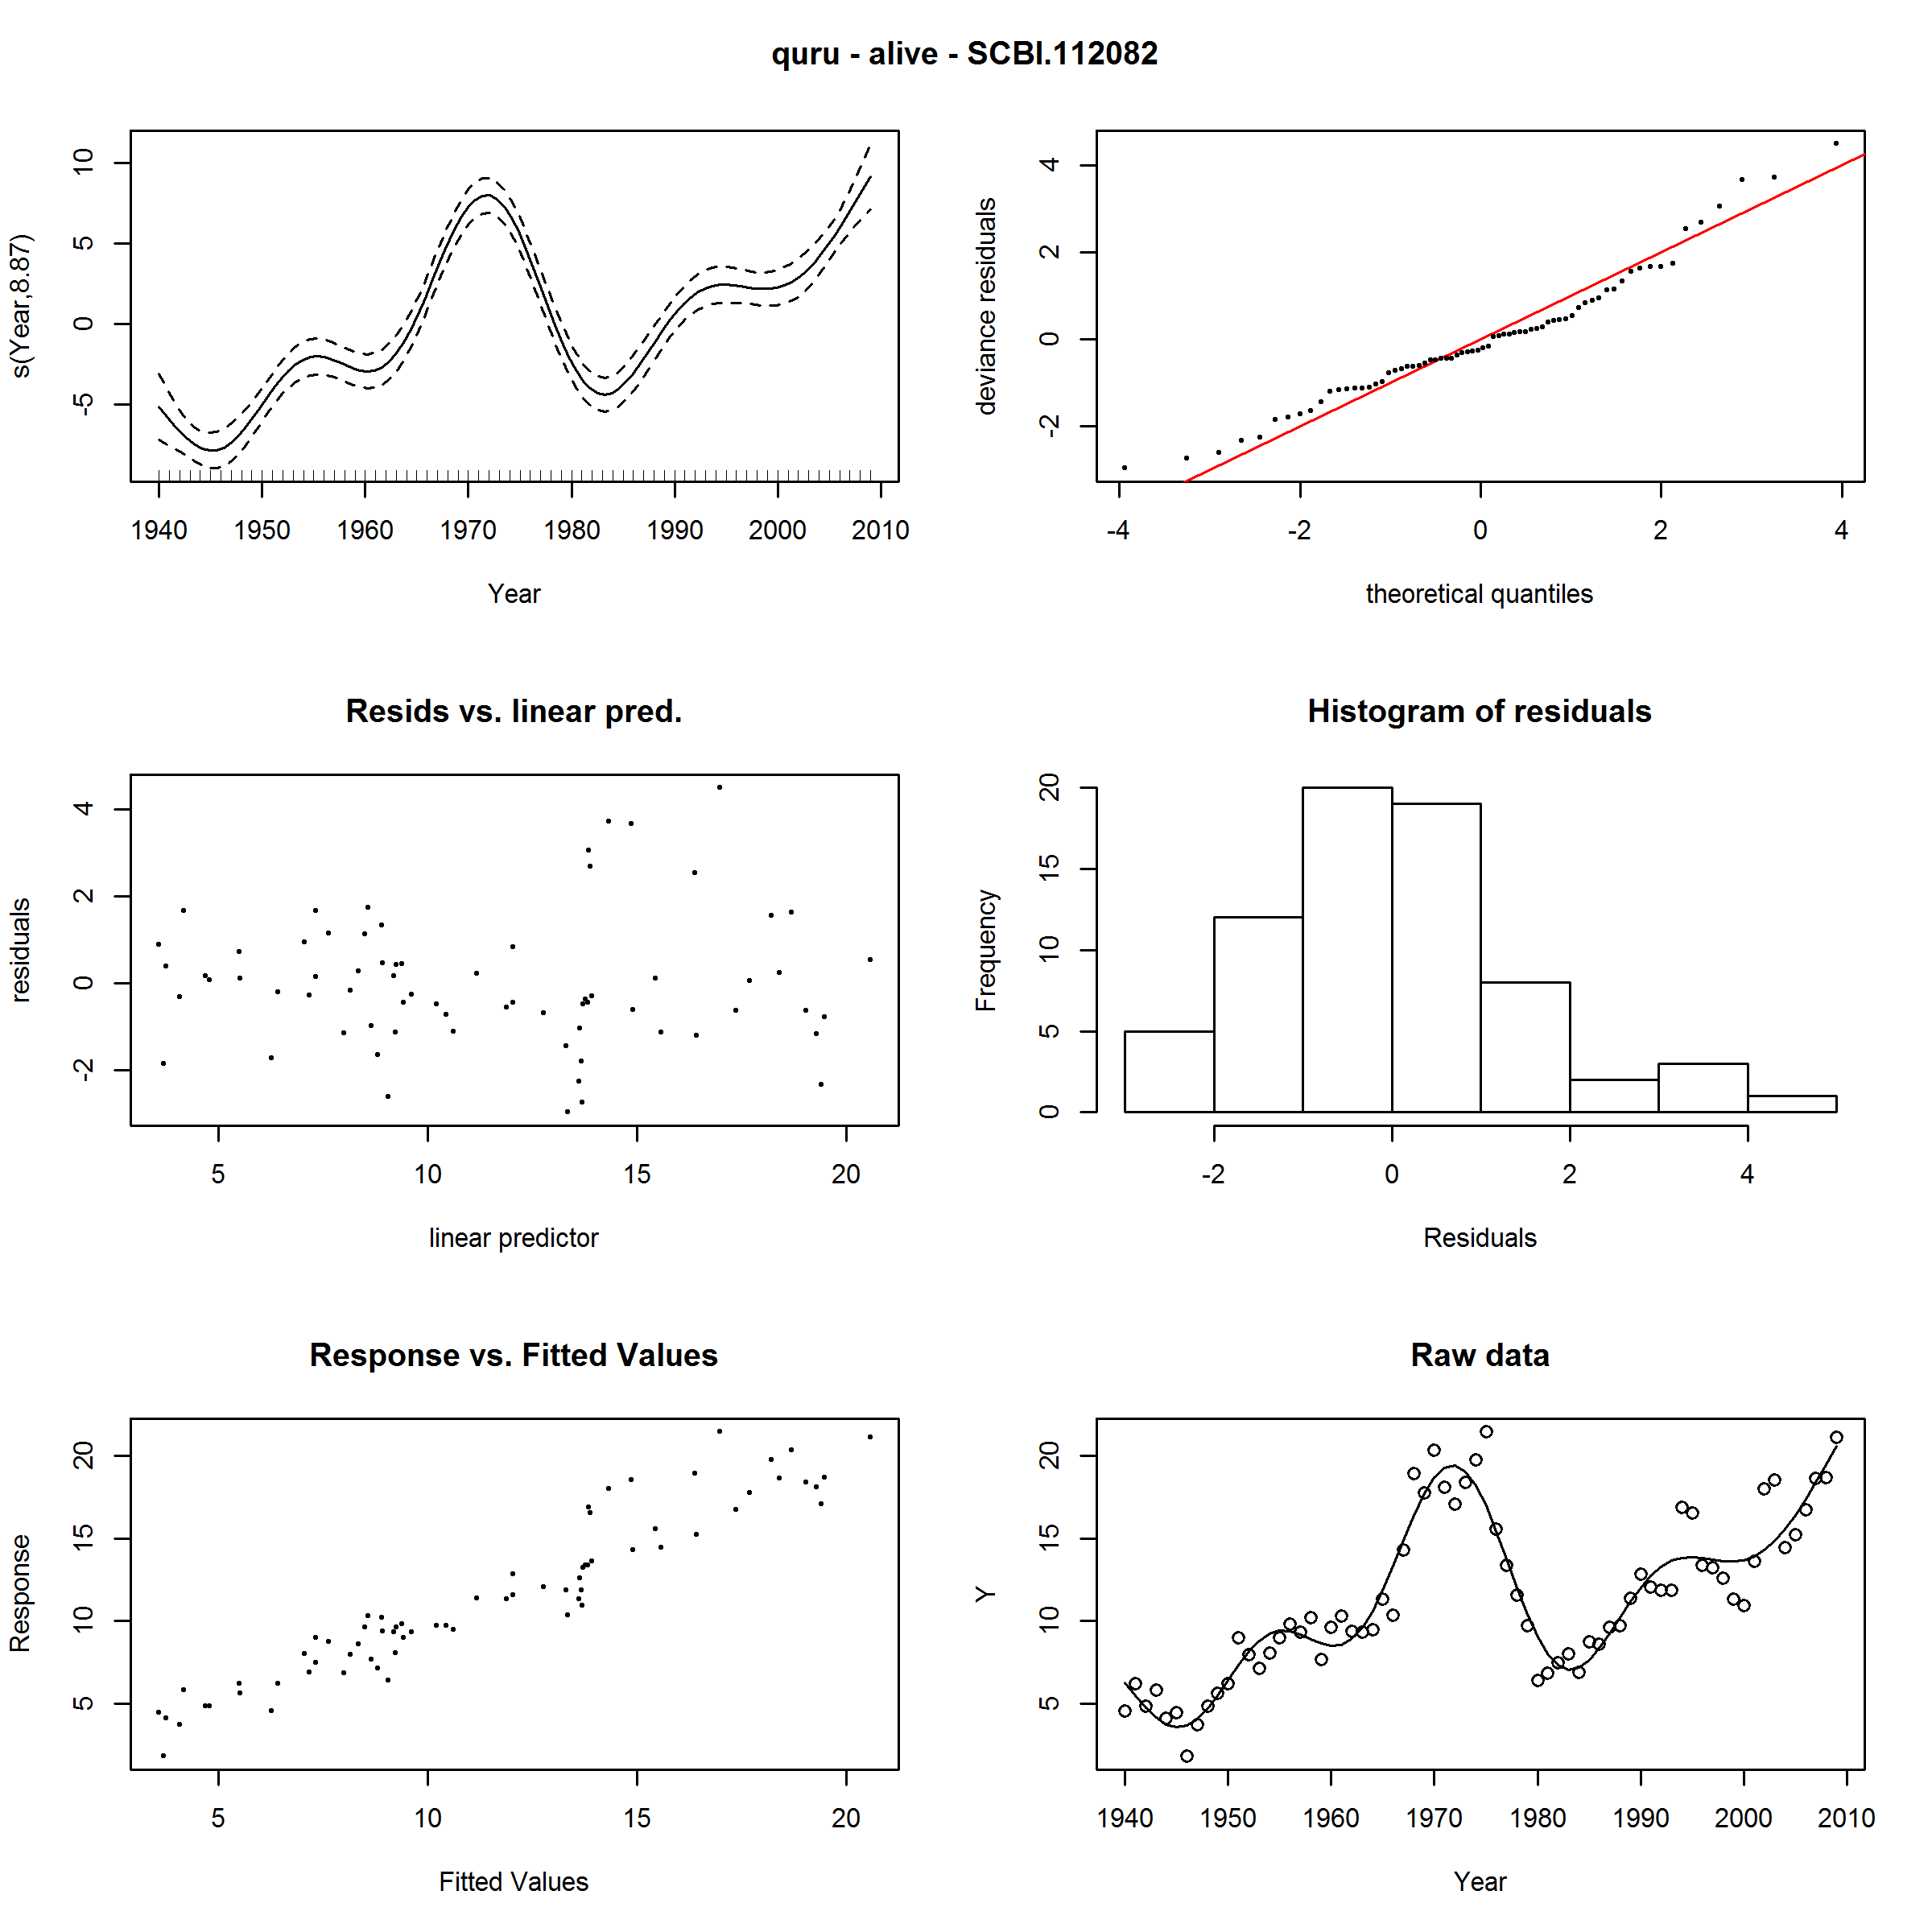 quru - alive - SCBI.112082
s(Year,8.87)
10
5
0
-5
1940 1950 1960 1970 1980 1990 2000 2010
Year
deviance residuals
4
2
0
-2
-4 -2 0 2 4
theoretical quantiles
Resids vs. linear pred.
residuals
4
2
0
-2
5 10 15 20
linear predictor
Histogram of residuals
Frequency
20
15
10
5
0
-2 0 2 4
Residuals
Response vs. Fitted Values
Response
20
15
10
5
5 10 15 20
Fitted Values
Raw data
Y
20
15
10
5
1940 1950 1960 1970 1980 1990 2000 2010
Year